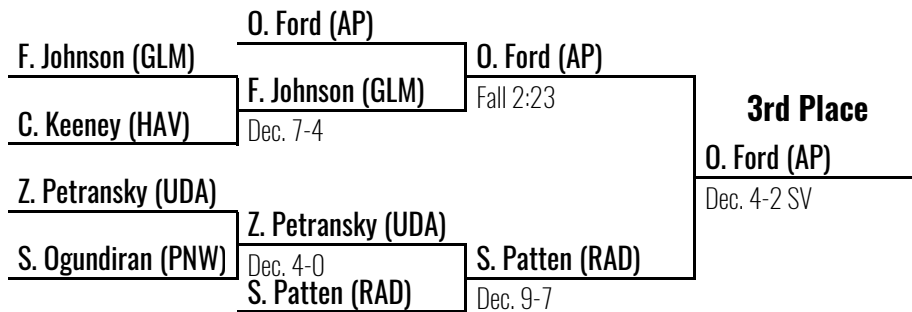 O. Ford (AP)
F. Johnson (GLM)
O. Ford (AP)
F. Johnson (GLM)
Fall 2:23
3rd Place
C. Keeney (HAV)
Dec. 7-4
O. Ford (AP)
Z. Petransky (UDA)
Dec. 4-2 SV
Z. Petransky (UDA)
S. Ogundiran (PNW)
Dec. 4-0
S. Patten (RAD)
S. Patten (RAD)
Dec. 9-7